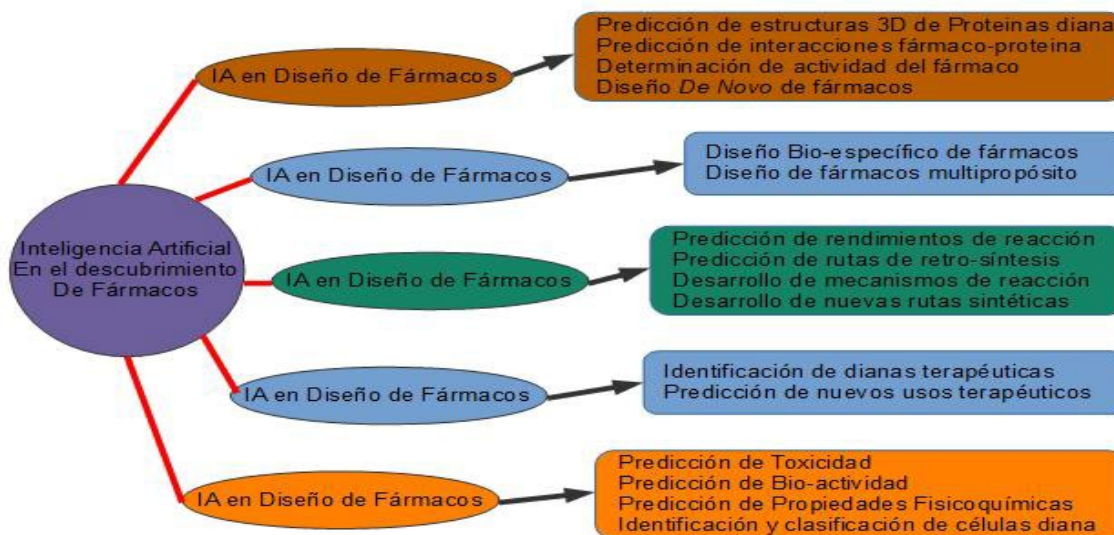 Inteligencia Artificial
En el descubrimiento
De Fármacos
IA en Diseño de Fármacos
Predicción de estructuras 3D de Proteinas diana
Predicción de interacciones fármaco-proteina
Determinación de actividad del fármaco
Diseño De Novo de fármacos
IA en Diseño de Fármacos
Diseño Bio-específico de fármacos
Diseño de fármacos multipropósito
IA en Diseño de Fármacos
Predicción de rendimientos de reacción
Predicción de rutas de retro-síntesis
Desarrollo de mecanismos de reacción
Desarrollo de nuevas rutas sintéticas
IA en Diseño de Fármacos
Identificación de dianas terapéuticas
Predicción de nuevos usos terapéuticos
IA en Diseño de Fármacos
Predicción de Toxicidad
Predicción de Bio-actividad
Predicción de Propiedades Fisicoquímicas
Identificación y clasificación de células diana